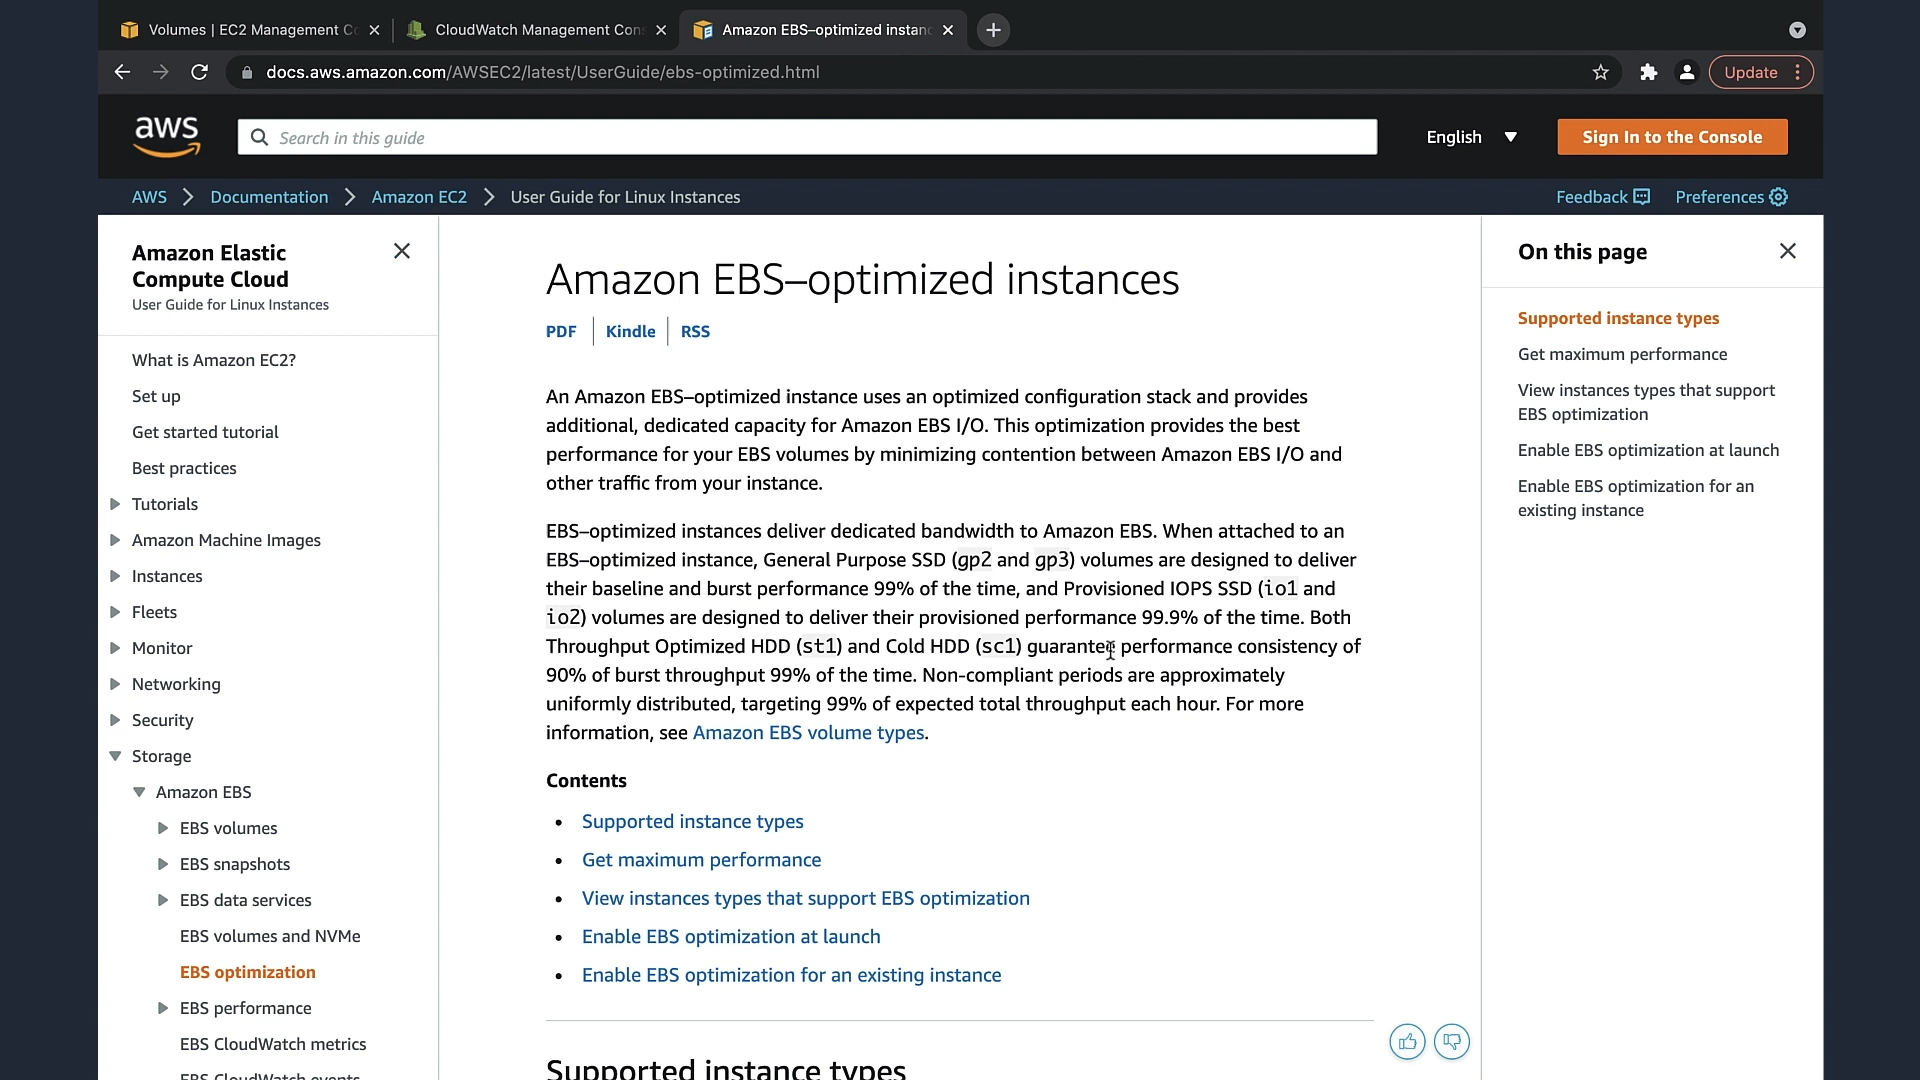 Volumes | EC2 Management Co
CloudWatch Management Cons
Amazon EBS–optimized instanc
docs.aws.amazon.com/AWSEC2/latest/UserGuide/ebs-optimized.html
Update
aws
Search in this guide
English
Sign In to the Console
AWS
Documentation
Amazon EC2
User Guide for Linux Instances
Feedback
Preferences
Amazon Elastic
Compute Cloud
User Guide for Linux Instances
What is Amazon EC2?
Set up
Get started tutorial
Best practices
Tutorials
Amazon Machine Images
Instances
Fleets
Monitor
Networking
Security
Storage
Amazon EBS
EBS volumes
EBS snapshots
EBS data services
EBS volumes and NVMe
EBS optimization
EBS performance
EBS CloudWatch metrics
EBS CloudWatch events
Amazon EBS–optimized instances
PDF
Kindle
RSS
An Amazon EBS–optimized instance uses an optimized configuration stack and provides
additional, dedicated capacity for Amazon EBS I/O. This optimization provides the best
performance for your EBS volumes by minimizing contention between Amazon EBS I/O and
other traffic from your instance.
EBS–optimized instances deliver dedicated bandwidth to Amazon EBS. When attached to an
EBS–optimized instance, General Purpose SSD (gp2 and gp3) volumes are designed to deliver
their baseline and burst performance 99% of the time, and Provisioned IOPS SSD (io1 and
io2) volumes are designed to deliver their provisioned performance 99.9% of the time. Both
Throughput Optimized HDD (st1) and Cold HDD (sc1) guarantee performance consistency of
90% of burst throughput 99% of the time. Non-compliant periods are approximately
uniformly distributed, targeting 99% of expected total throughput each hour. For more
information, see Amazon EBS volume types.
Contents
• Supported instance types
• Get maximum performance
• View instances types that support EBS optimization
• Enable EBS optimization at launch
• Enable EBS optimization for an existing instance
Supported instance types
On this page
Supported instance types
Get maximum performance
View instances types that support
EBS optimization
Enable EBS optimization at launch
Enable EBS optimization for an
existing instance